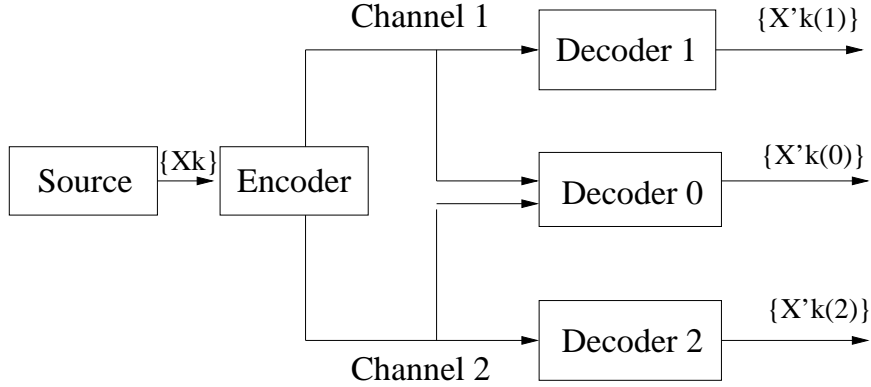 Channel 1
Decoder 1
{X'k(1)}
Source
{Xk}
Encoder
Decoder 0
{X'k(0)}
Channel 2
Decoder 2
{X'k(2)}